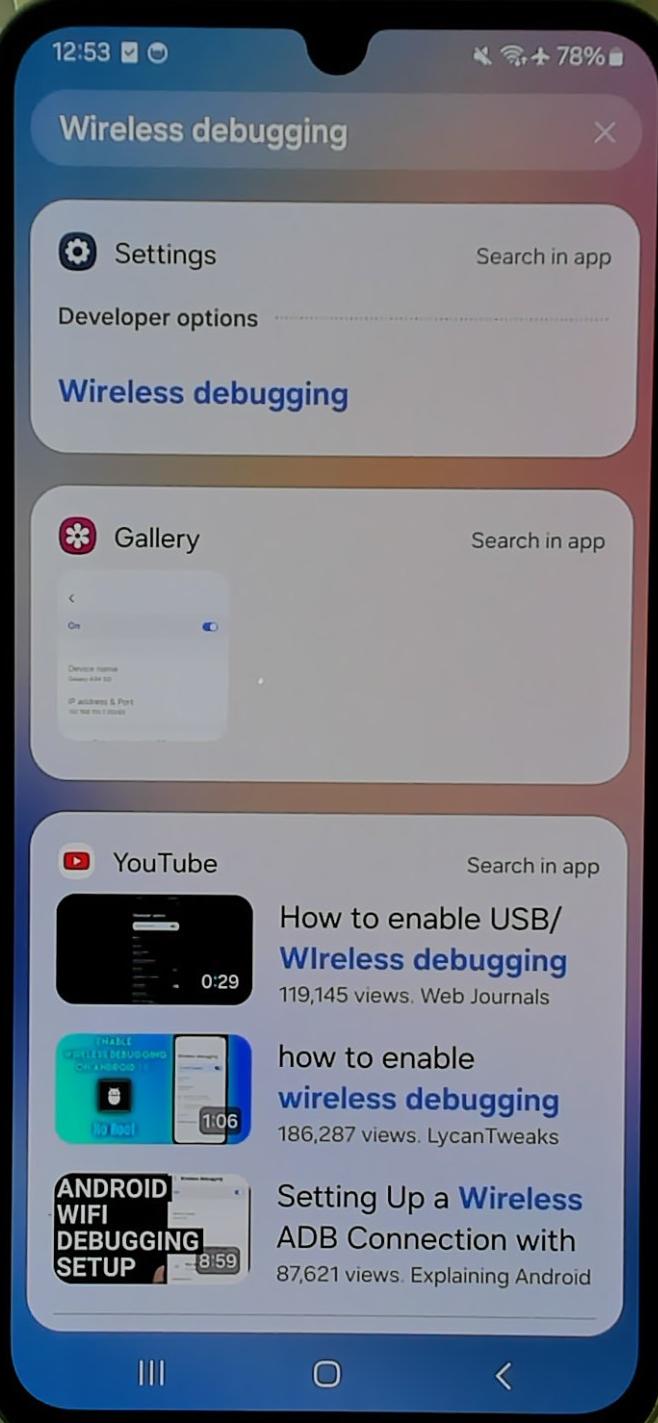 12:53 78%
Wireless debugging
Settings Search in app
Developer options
Wireless debugging
Gallery Search in app
On
Device name
IP address & Port
YouTube Search in app
How to enable USB/
WIreless debugging
0:29
119,145 views. Web Journals
ENABLE
WIRELESS DEBUGGING
ON ANDROID
No Root
1:06
how to enable
wireless debugging
186,287 views. LycanTweaks
ANDROID
WIFI
DEBUGGING
SETUP
8:59
Setting Up a Wireless
ADB Connection with
87,621 views. Explaining Android